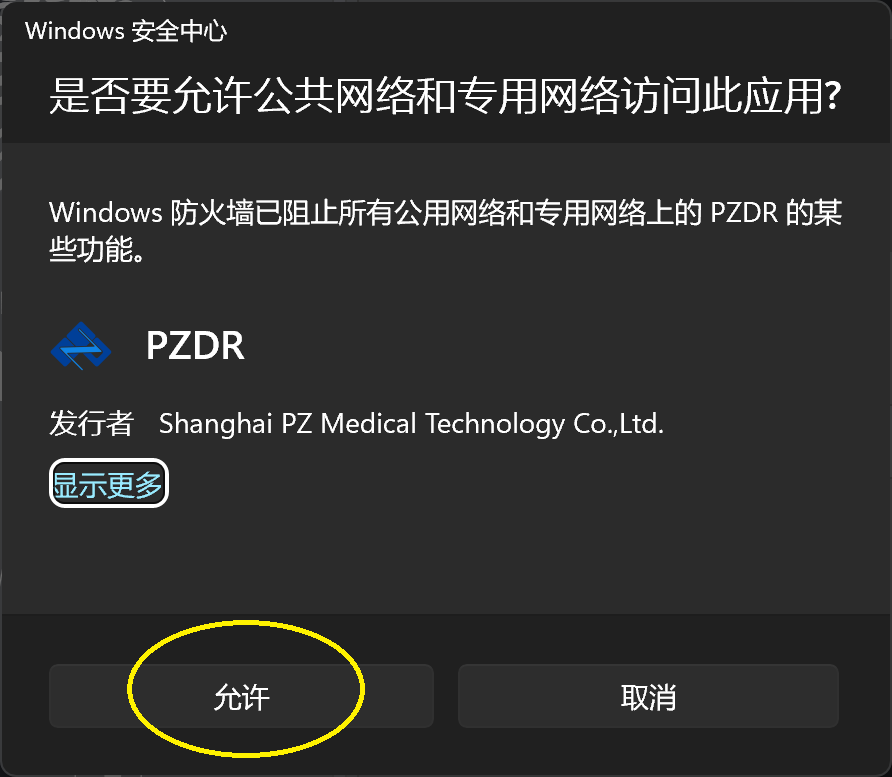 Windows 安全中心
是否要允许公共网络和专用网络访问此应用?
Windows 防火墙已阻止所有公用网络和专用网络上的 PZDR 的某
些功能。
PZDR
发行者 Shanghai PZ Medical Technology Co.,Ltd.
显示更多
允许 取消